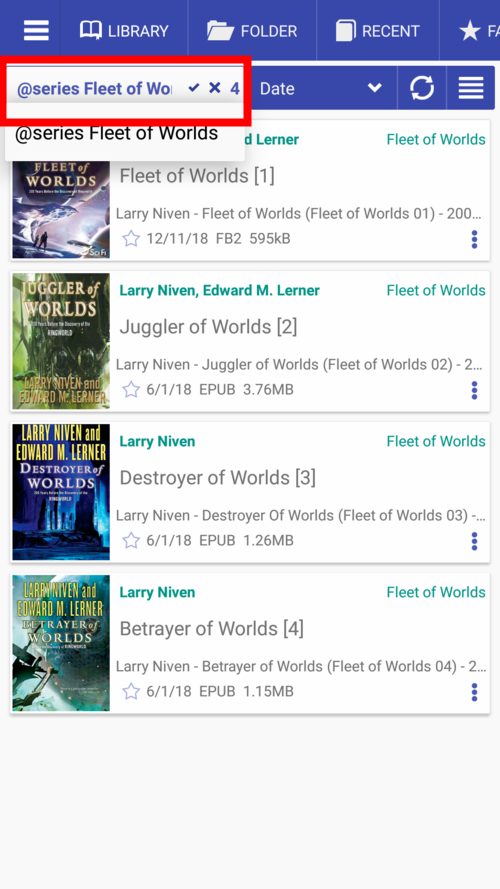 LIBRARY FOLDER RECENT FA
@series Fleet of Wo 4 Date
@series Fleet of Worlds
d Lerner Fleet of Worlds
FLEET of
WORLDS
SciFi
Fleet of Worlds [1]
Larry Niven - Fleet of Worlds (Fleet of Worlds 01) - 200...
12/11/18 FB2 595kB
JUGGLER of
WORLDS
RINGWORLD
LARRY NIVEN and
EDWARD M. LERNER
Larry Niven, Edward M. Lerner Fleet of Worlds
Juggler of Worlds [2]
Larry Niven - Juggler of Worlds (Fleet of Worlds 02) - 2...
6/1/18 EPUB 3.76MB
LARRY NIVEN and
EDWARD M. LERNER
DESTROYER of
WORLDS
RINGWORLD
Larry Niven Fleet of Worlds
Destroyer of Worlds [3]
Larry Niven - Destroyer Of Worlds (Fleet of Worlds 03) -...
6/1/18 EPUB 1.26MB
LARRY NIVEN and
EDWARD M. LERNER
BETRAYER of
WORLDS
Larry Niven Fleet of Worlds
Betrayer of Worlds [4]
Larry Niven - Betrayer of Worlds (Fleet of Worlds 04) - 2...
6/1/18 EPUB 1.15MB